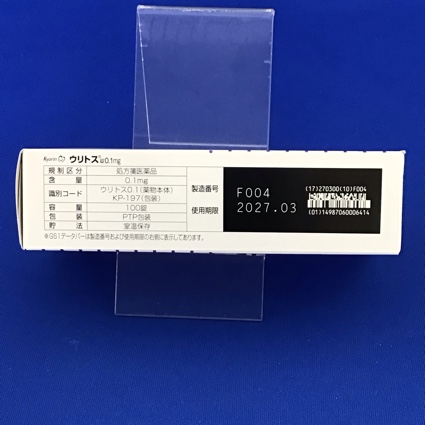 Kyorin ウリトス®錠0.1mg
規制区分 処方箋医薬品
含量 0.1mg
識別コード ウリトス0.1(薬物本体)
KP-197(包装)
容量 100錠
包装 PTP包装
貯法 室温保存
※GS1データバーは製造番号および使用期限の右側に表示してあります。
製造番号 F004
使用期限 2027.03
(17)270300(10)F004
(01)14987060006414